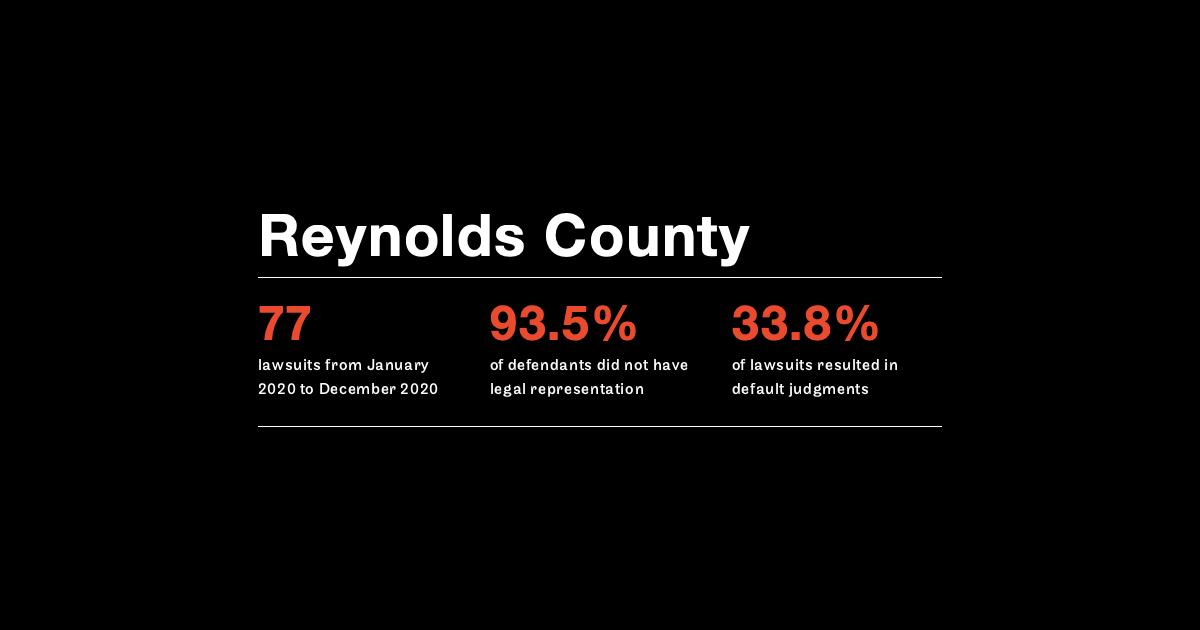 Reynolds County
77
lawsuits from January
2020 to December 2020
93.5%
of defendants did not have
legal representation
33.8%
of lawsuits resulted in
default judgments